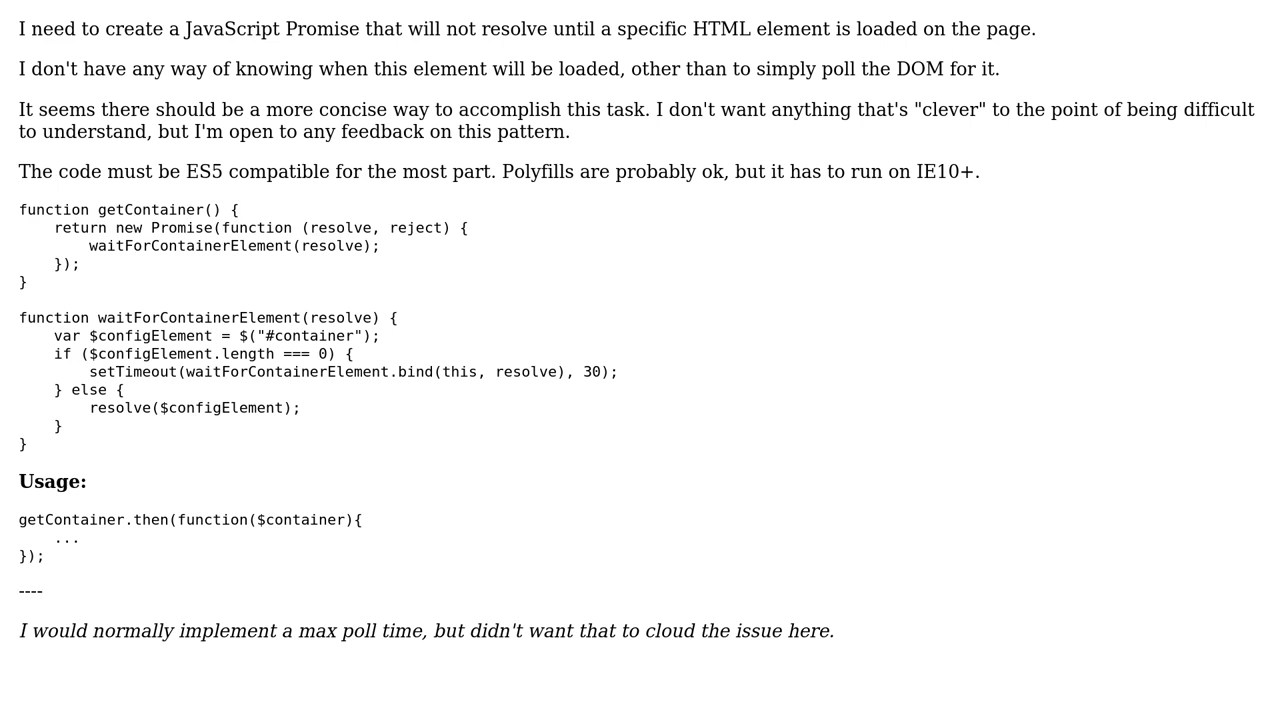 I need to create a JavaScript Promise that will not resolve until a specific HTML element is loaded on the page.
I don't have any way of knowing when this element will be loaded, other than to simply poll the DOM for it.
It seems there should be a more concise way to accomplish this task. I don't want anything that's "clever" to the point of being difficult
to understand, but I'm open to any feedback on this pattern.
The code must be ES5 compatible for the most part. Polyfills are probably ok, but it has to run on IE10+.
function getContainer() {
    return new Promise(function (resolve, reject) {
        waitForContainerElement(resolve);
    });
}
function waitForContainerElement(resolve) {
    var $configElement = $("#container");
    if ($configElement.length === 0) {
        setTimeout(waitForContainerElement.bind(this, resolve), 30);
    } else {
        resolve($configElement);
    }
}
Usage:
getContainer.then(function($container){
    ...
});
----
I would normally implement a max poll time, but didn't want that to cloud the issue here.